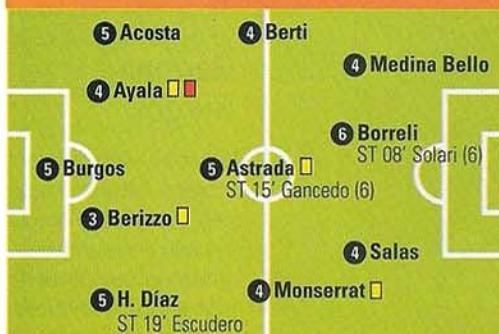 5 Acosta
4 Berti
4 Medina Bello
4 Ayala
6 Borreli
ST 08' Solari (6)
5 Burgos
5 Astrada
ST 15' Gancedo (6)
3 Berizzo
4 Salas
5 H. Díaz
ST 19' Escudero
4 Monserrat